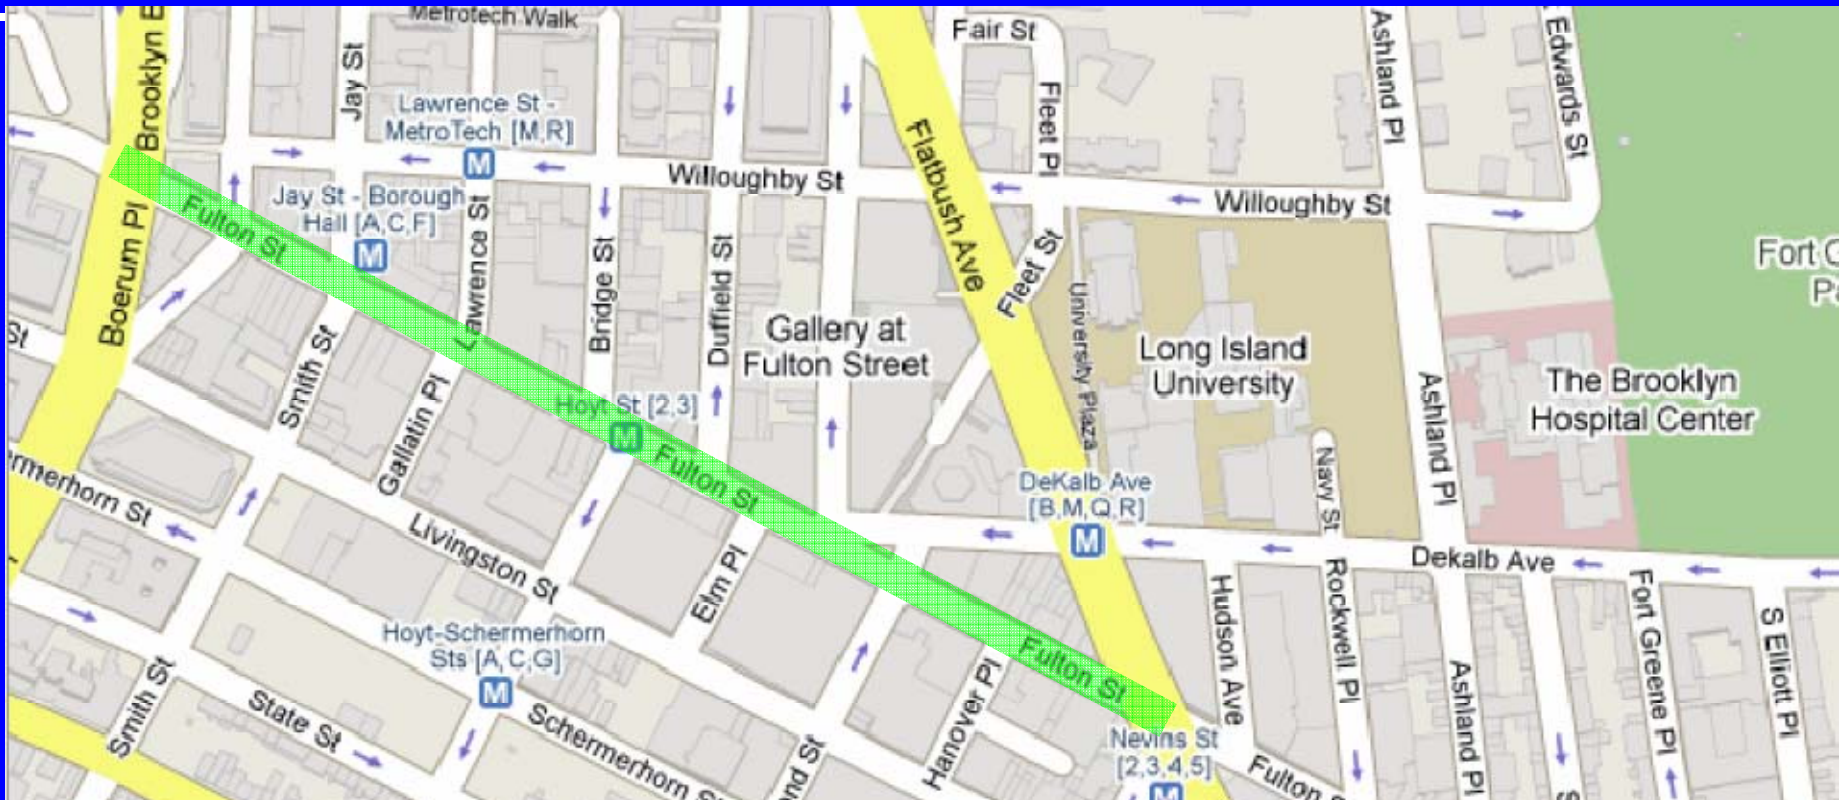 Metrotech Walk
Fair St
Brooklyn B
Jay St
Ashland Pl
Edwards St
Fleet Pl
Lawrence St -
MetroTech [M,R]
Flatbush Ave
Willoughby St
Willoughby St
Jay St - Borough
Hall [A,C,F]
Fulton St
Boerum Pl
Lawrence St
Bridge St
Duffield St
Fleet St
University Plaza
Fort G
Pa
St
Smith St
Gallery at
Fulton Street
Long Island
University
The Brooklyn
Hospital Center
Ashland Pl
Gallatin Pl
Hoyt St [2,3]
M
M
M
Fulton St
Navy St
DeKalb Ave
[B,M,Q,R]
M
ermerhorn St
Livingston St
Elm Pl
Dekalb Ave
Hudson Ave
Rockwell Pl
Fort Greene Pl
S Elliott Pl
Hoyt-Schermerhorn
Sts [A,C,G]
M
Fulton St
Smith St
State St
Schermerhorn S
ond St
Hanover Pl
Ashland Pl
Nevins St
[2,3,4,5]
M
Fulton S
S